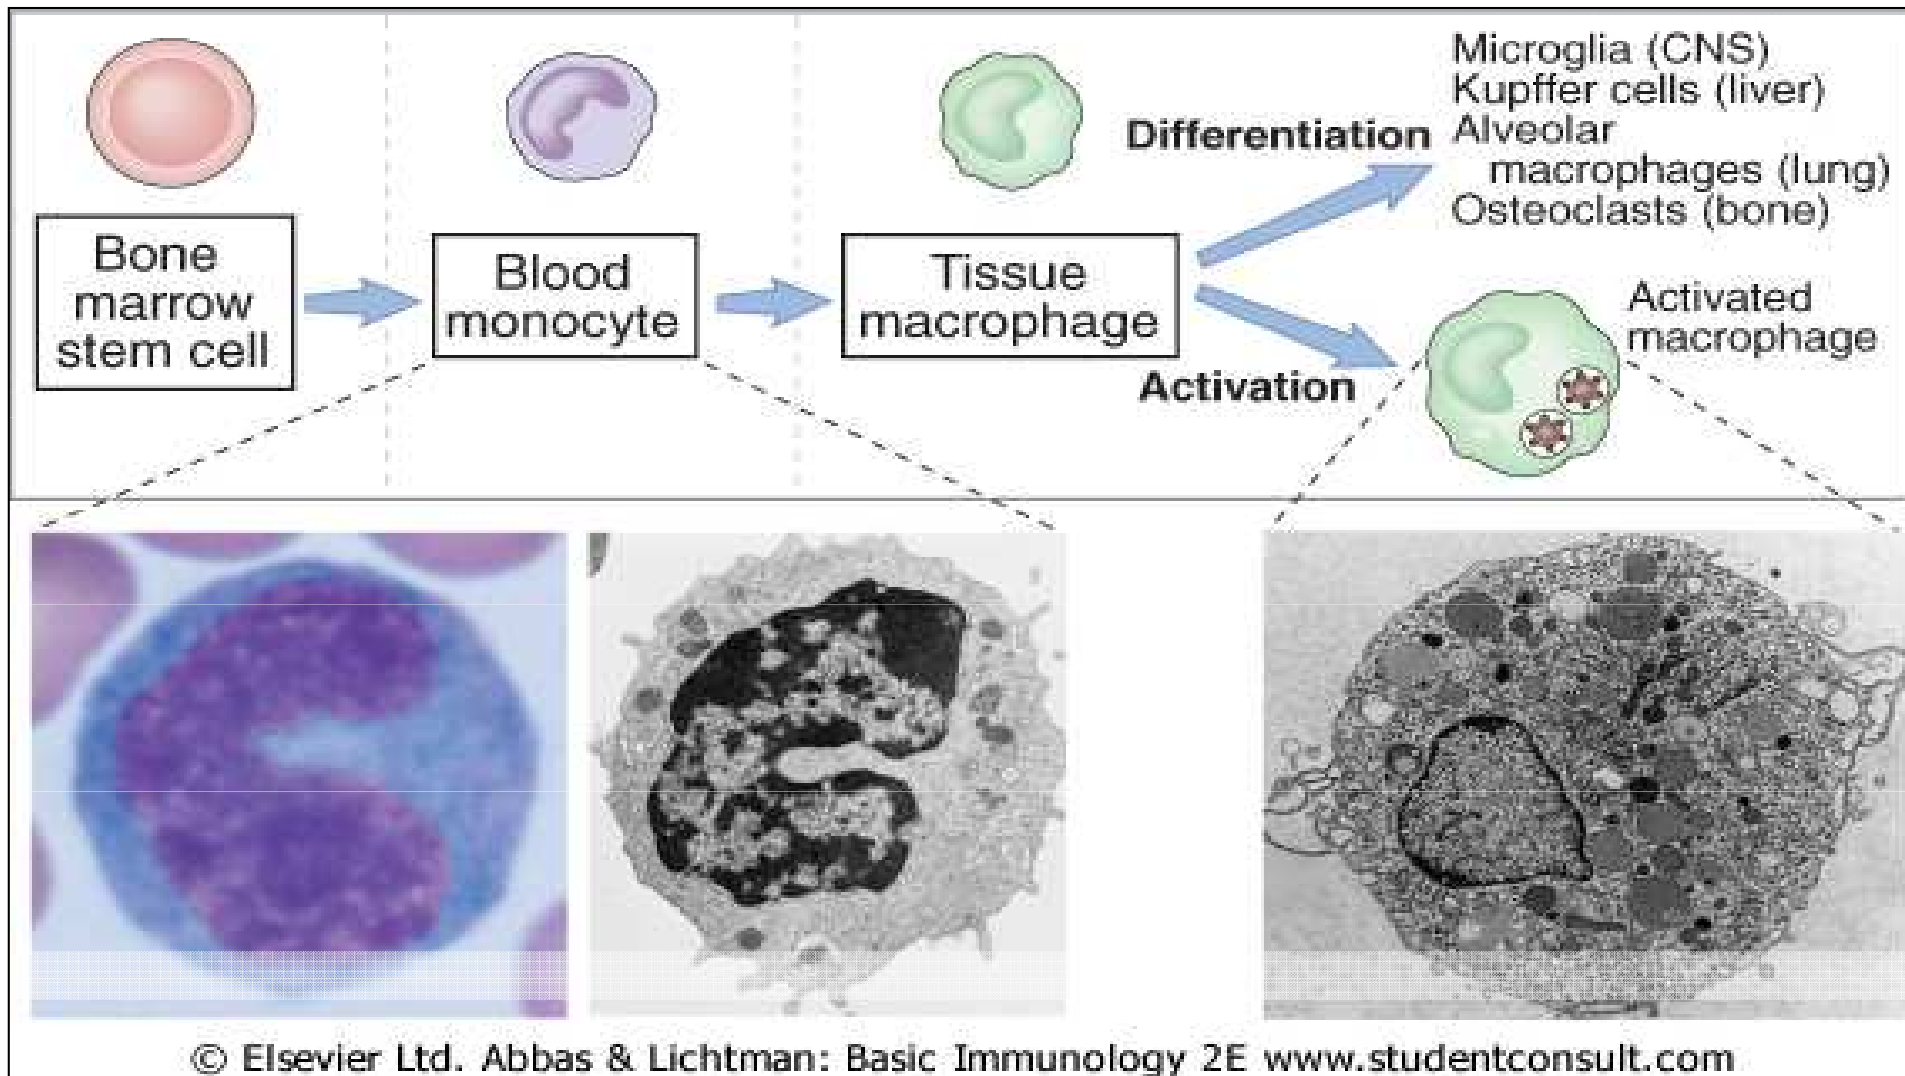 Bone
marrow
stem cell
Blood
monocyte
Tissue
macrophage
Differentiation
Microglia (CNS)
Kupffer cells (liver)
Alveolar
macrophages (lung)
Osteoclasts (bone)
Activation
Activated
macrophage
© Elsevier Ltd. Abbas & Lichtman: Basic Immunology 2E www.studentconsult.com